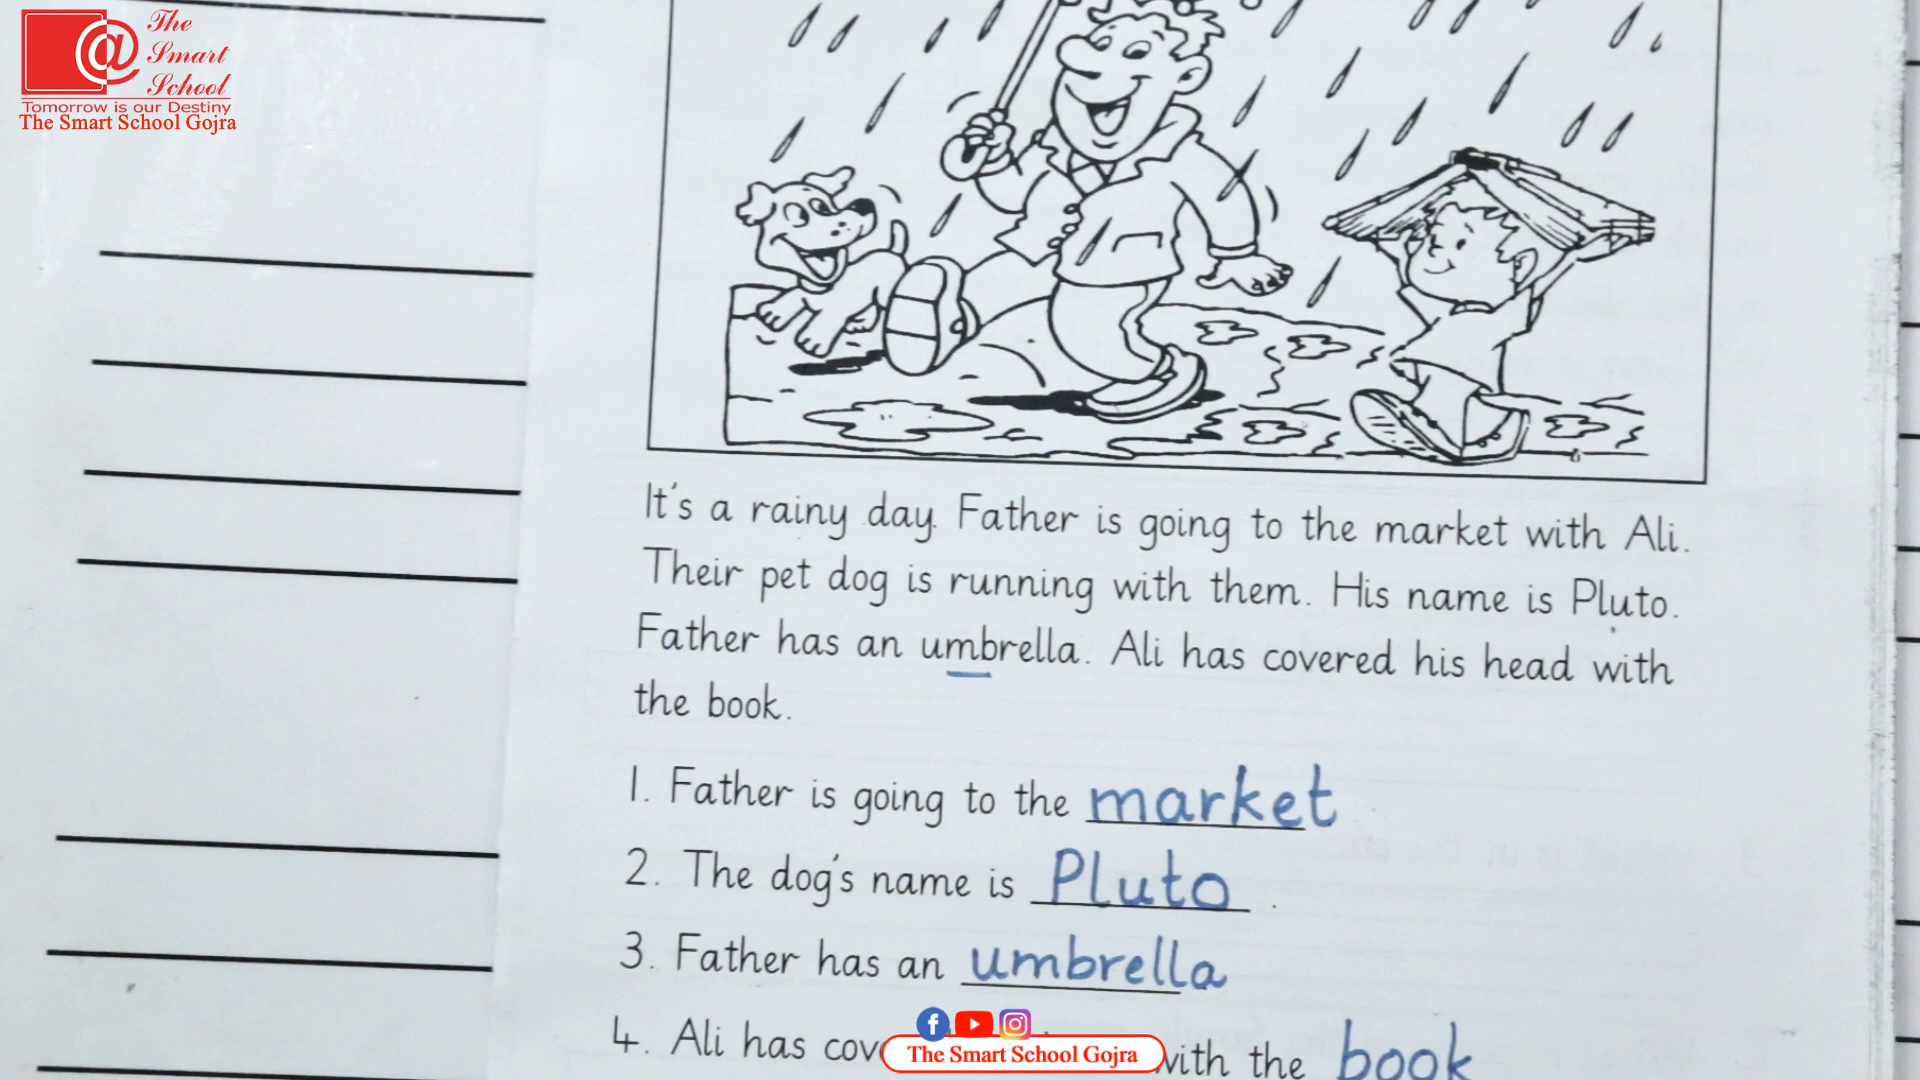 The
Smart
School
Tomorrow is our Destiny
The Smart School Gojra
It's a rainy day. Father is going to the market with Ali.
Their pet dog is running with them. His name is Pluto.
Father has an umbrella. Ali has covered his head with
the book.
1. Father is going to the market
2. The dog's name is Pluto.
3. Father has an umbrella
4. Ali has with the book
The Smart School Gojra